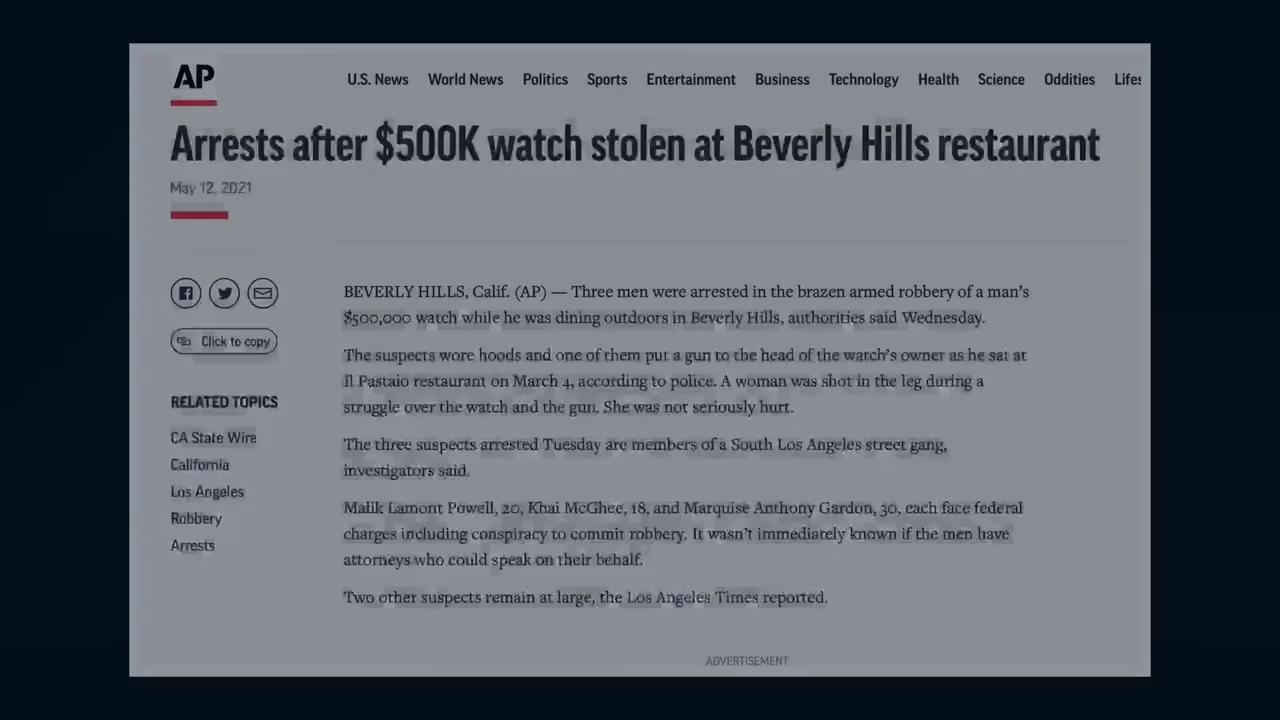 AP
U.S. News World News Politics Sports Entertainment Business Technology Health Science Oddities Lifes
Arrests after $500K watch stolen at Beverly Hills restaurant
May 12, 2021
Click to copy
RELATED TOPICS
CA State Wire
California
Los Angeles
Robbery
Arrests
BEVERLY HILLS, Calif. (AP) — Three men were arrested in the brazen armed robbery of a man's
$500,000 watch while he was dining outdoors in Beverly Hills, authorities said Wednesday.
The suspects wore hoods and one of them put a gun to the head of the watch's owner as he sat at
Il Pastaio restaurant on March 4, according to police. A woman was shot in the leg during a
struggle over the watch and the gun. She was not seriously hurt.
The three suspects arrested Tuesday are members of a South Los Angeles street gang,
investigators said.
Malik Lamont Powell, 20, Khai McGhee, 18, and Marquise Anthony Gardon, 30, each face federal
charges including conspiracy to commit robbery. It wasn't immediately known if the men have
attorneys who could speak on their behalf.
Two other suspects remain at large, the Los Angeles Times reported.
ADVERTISEMENT